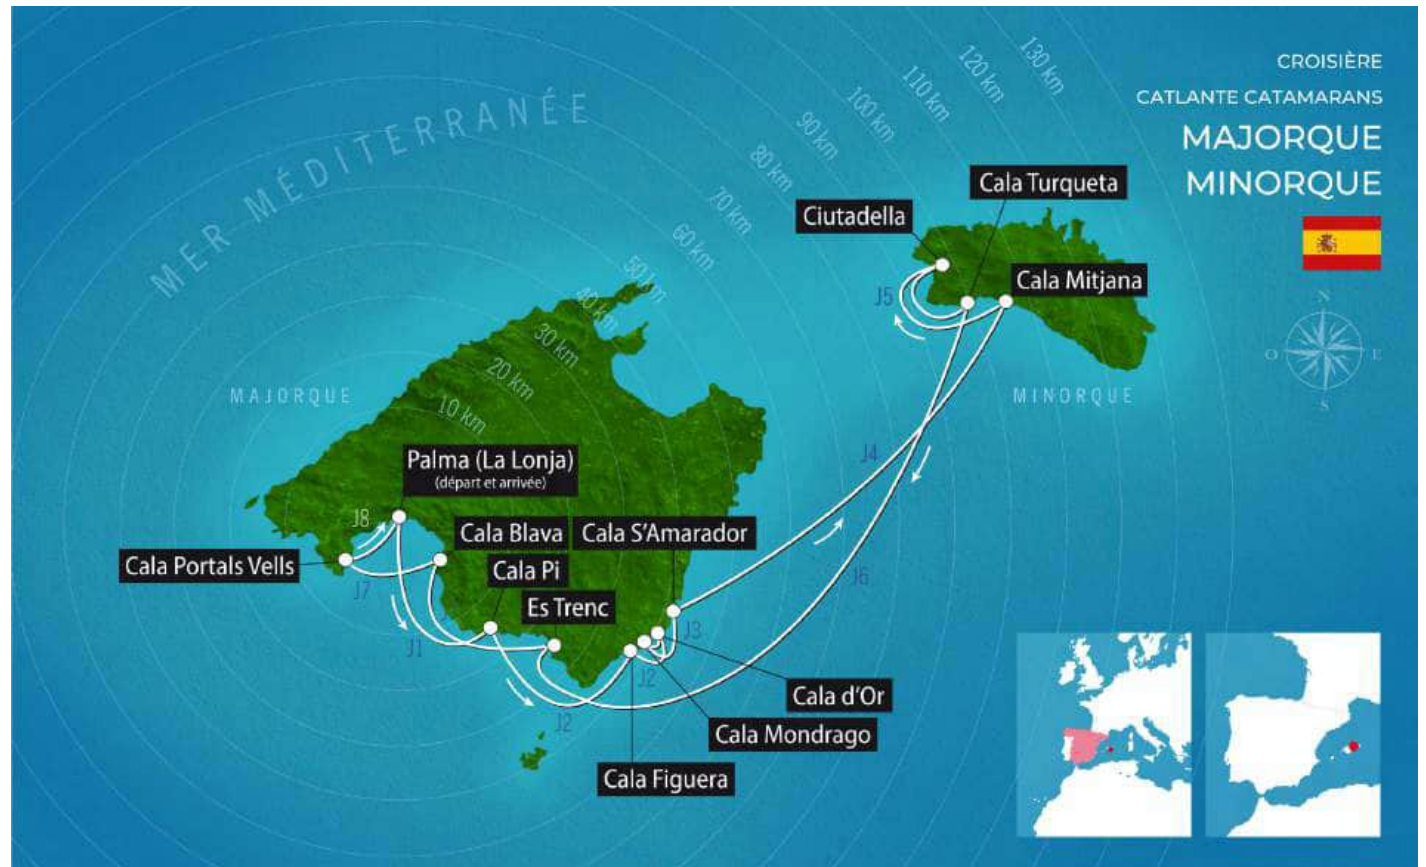 CROISIÈRE
CATLANTE CATAMARANS
MAJORQUE
MINORQUE
MER MÉDITERRANÉE
130 km
120 km
110 km
100 km
90 km
80 km
70 km
60 km
50 km
40 km
30 km
20 km
10 km
Cala Turqueta
Ciutadella
Cala Mitjana
J5
N
O
E
S
MAJORQUE
MINORQUE
Palma (La Lonja)
(départ et arrivée)
J4
J8
Cala Blava
Cala S'Amarador
Cala Portals Vells
Cala Pi
J7
J6
Es Trenc
J1
J3
J2
Cala d'Or
J2
Cala Mondrago
Cala Figuera